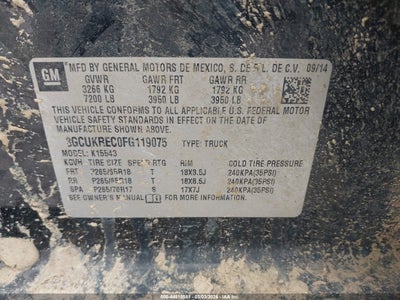 GM
MFD BY GENERAL MOTORS DE MEXICO, S. DE R.L. DE C.V. 09/14
GVWR GAWR FRT GAWR RR
3266 KG 1792 KG 1792 KG
7200 LB 3950 LB 3950 LB
THIS VEHICLE CONFORMS TO ALL APPLICABLE U.S. FEDERAL MOTOR
VEHICLE SAFETY STANDARDS IN EFFECT ON THE DATE OF
MANUFACTURE SHOWN ABOVE.
3GCUKREC0FG119075 TYPE: TRUCK
MODEL: K15543
TIRE SIZE SPEED RTG RIM COLD TIRE PRESSURE
FRT P265/65R18 T 18X8.5J 240KPA(35PSI)
RR P265/65R18 T 18X8.5J 240KPA(35PSI)
SPA P265/70R17 S 17X7J 240KPA(35PSI)
SEE OWNER'S MANUAL FOR MORE INFORMATION.